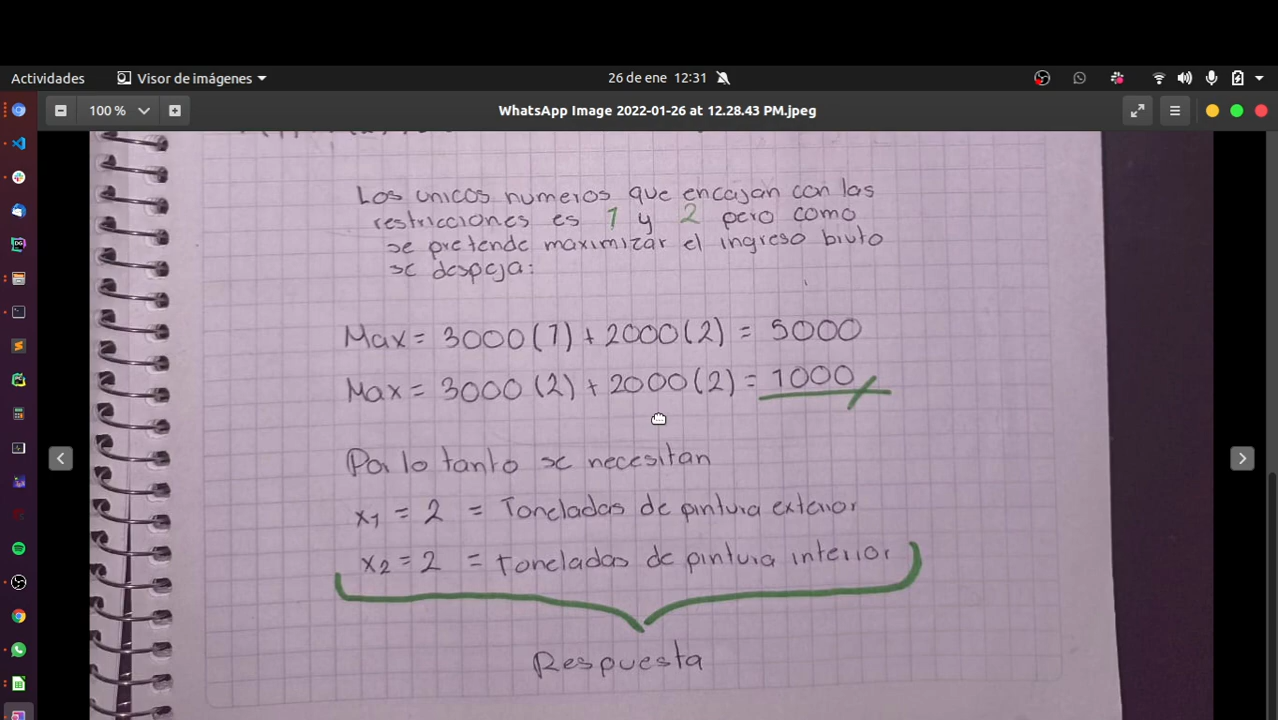 Actividades
Visor de imágenes
26 de ene 12:31
100 %
WhatsApp Image 2022-01-26 at 12.28.43 PM.jpeg
Los unicos numeros que encajan con las
restricciones es 1 y 2 pero como
se pretende maximizar el ingreso bruto
se despeja:
Max = 3000(1) + 2000(2) = 5000
Max = 3000(2) + 2000(2) = 1000
Por lo tanto se necesitan
x1 = 2 = Toneladas de pintura exterior
x2 = 2 = toneladas de pintura interior
Respuesta